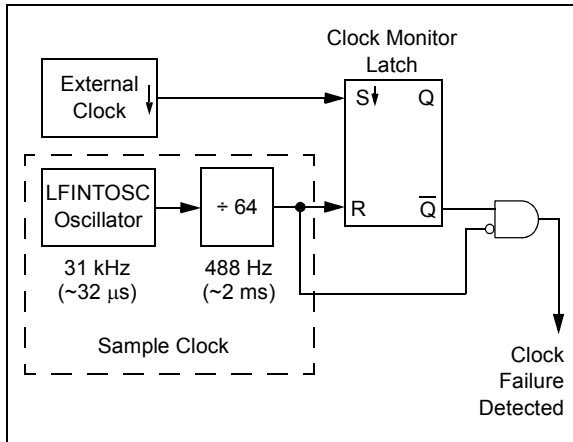 Clock Monitor
Latch
External
Clock
S
Q
LFINTOSC
Oscillator
÷ 64
R
Q̅
31 kHz
(~32 μs)
488 Hz
(~2 ms)
Sample Clock
Clock
Failure
Detected